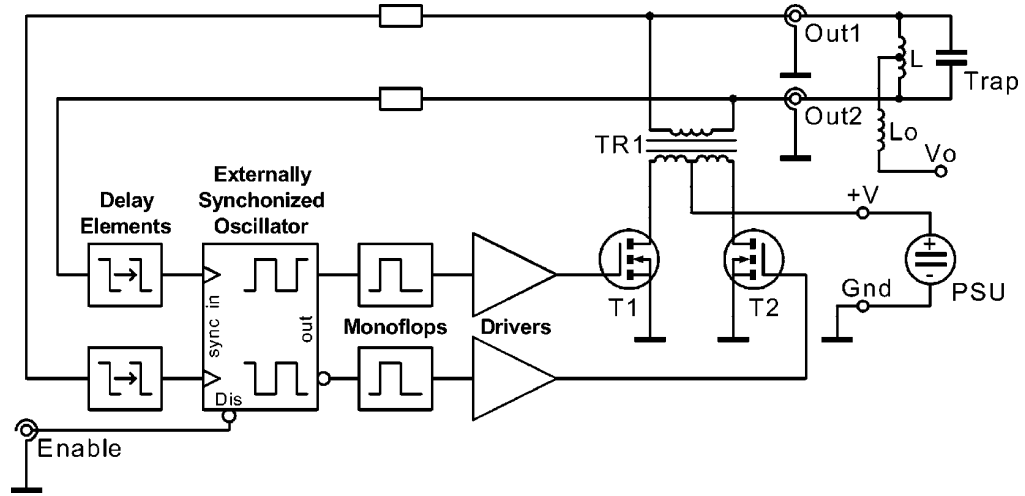 Out1
L
Trap
Out2
Lo
Vo
TR1
Externally
Synchonized
Oscillator
Delay
Elements
+V
+
-
PSU
Gnd
T1
T2
sync in
out
Monoflops
Drivers
Dis
Enable